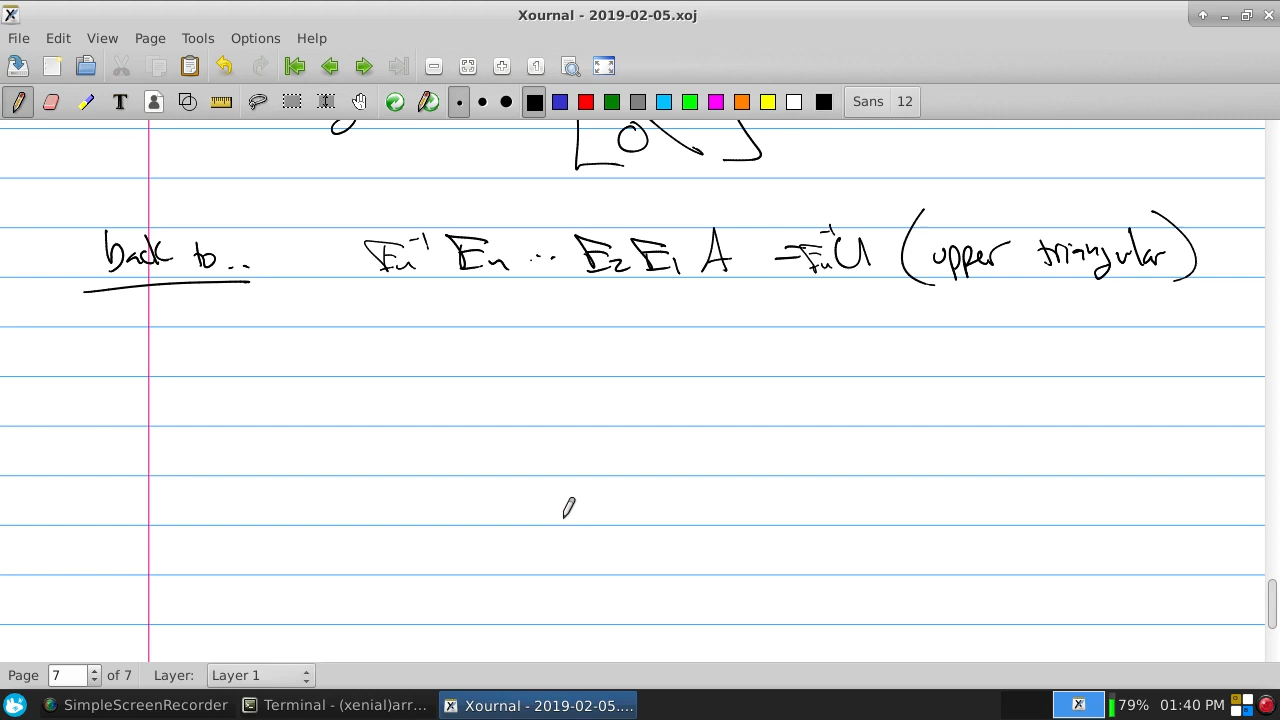 Xournal - 2019-02-05.xoj
File Edit View Page Tools Options Help
Sans 12
[0\]
back to.. Eₙ⁻¹ Eₙ ... E₂ E₁ A = Eₙ⁻¹ U (upper triangular)
Page 7 of 7 Layer: Layer 1
SimpleScreenRecorder Terminal - (xenial)arr... Xournal - 2019-02-05.... 79% 01:40 PM